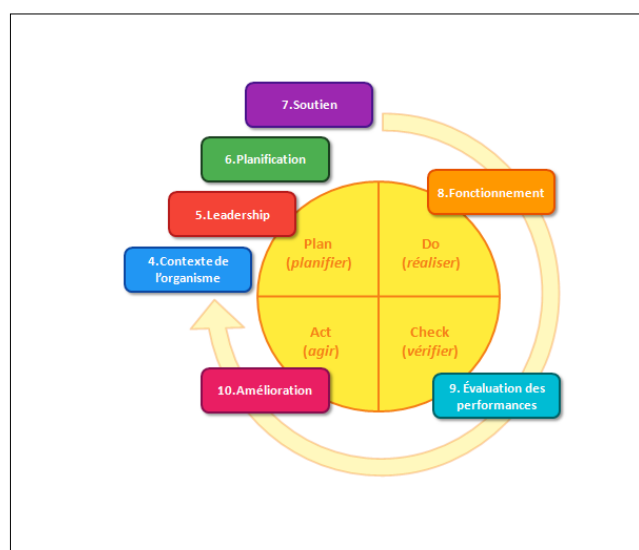 7.Soutien
6.Planification
8.Fonctionnement
5.Leadership
Plan
(planifier)
Do
(réaliser)
4.Contexte de
l'organisme
Act
(agir)
Check
(vérifier)
10.Amélioration
9. Évaluation des
performances